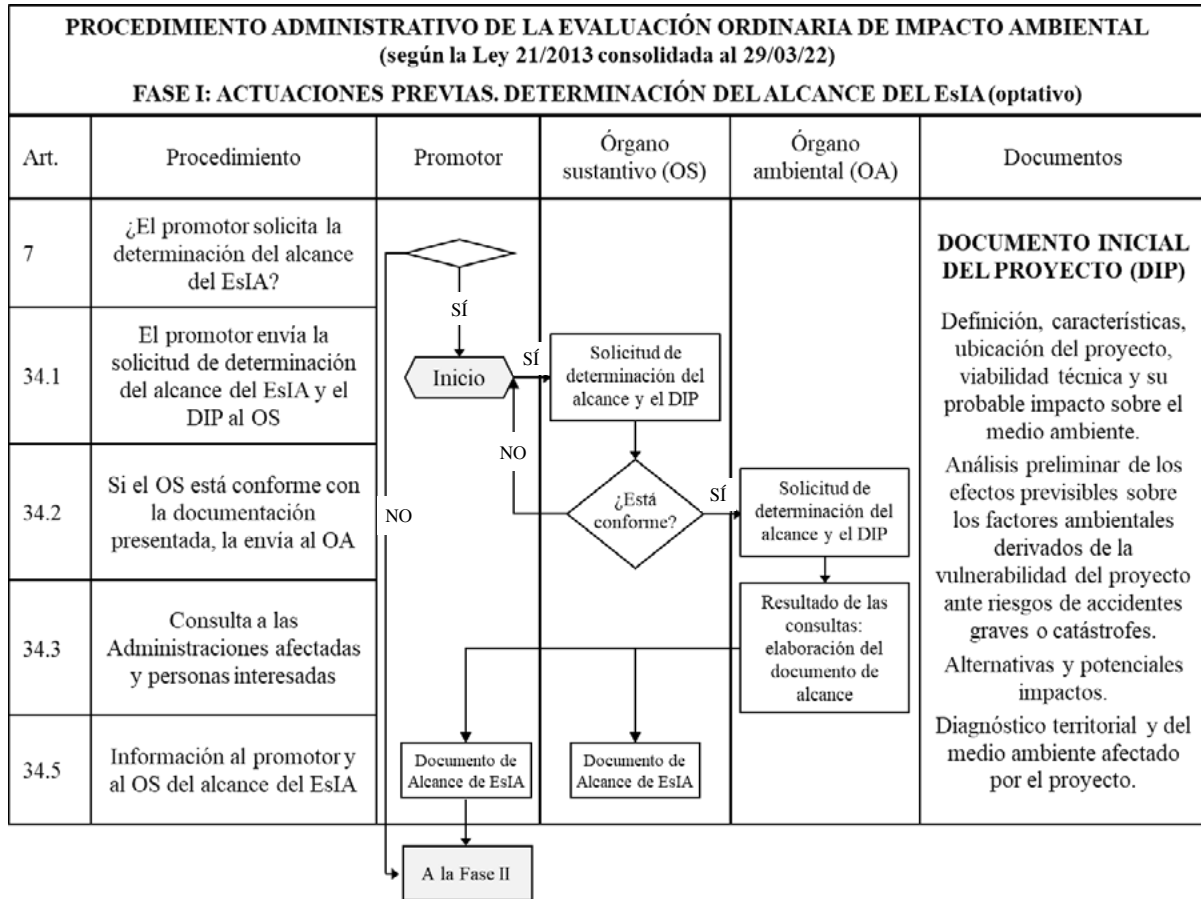 PROCEDIMIENTO ADMINISTRATIVO DE LA EVALUACIÓN ORDINARIA DE IMPACTO AMBIENTAL
(según la Ley 21/2013 consolidada al 29/03/22)
FASE I: ACTUACIONES PREVIAS. DETERMINACIÓN DEL ALCANCE DEL EsIA (optativo)
Art.
Procedimiento
Promotor
Órgano
sustantivo (OS)
Órgano
ambiental (OA)
Documentos
7
¿El promotor solicita la
determinación del alcance
del EsIA?
SÍ
34.1
El promotor envía la
solicitud de determinación
del alcance del EsIA y el
DIP al OS
Inicio
SÍ
Solicitud de
determinación del
alcance y el DIP
NO
34.2
Si el OS está conforme con
la documentación
presentada, la envía al OA
NO
¿Está
conforme?
SÍ
Solicitud de
determinación del
alcance y el DIP
34.3
Consulta a las
Administraciones afectadas
y personas interesadas
Resultado de las
consultas:
elaboración del
documento de
alcance
34.5
Información al promotor y
al OS del alcance del EsIA
Documento de
Alcance de EsIA
Documento de
Alcance de EsIA
A la Fase II
DOCUMENTO INICIAL
DEL PROYECTO (DIP)
Definición, características,
ubicación del proyecto,
viabilidad técnica y su
probable impacto sobre el
medio ambiente.
Análisis preliminar de los
efectos previsibles sobre
los factores ambientales
derivados de la
vulnerabilidad del proyecto
ante riesgos de accidentes
graves o catástrofes.
Alternativas y potenciales
impactos.
Diagnóstico territorial y del
medio ambiente afectado
por el proyecto.